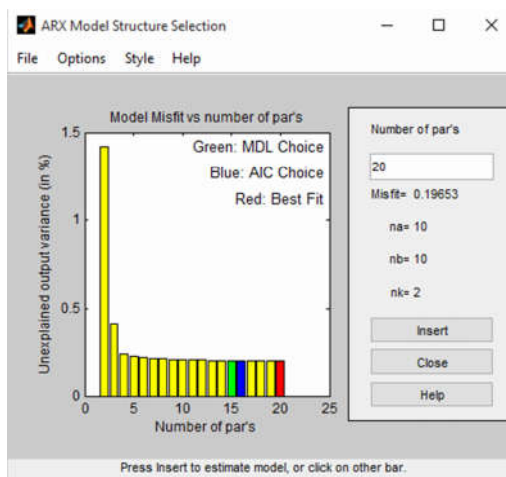 ARX Model Structure Selection
File Options Style Help
Model Misfit vs number of par's
Green: MDL Choice
Blue: AIC Choice
Red: Best Fit
Unexplained output variance (in %)
1.5
1
0.5
0
0 5 10 15 20 25
Number of par's
Number of par's
20
Misfit= 0.19653
na= 10
nb= 10
nk= 2
Insert
Close
Help
Press Insert to estimate model, or click on other bar.